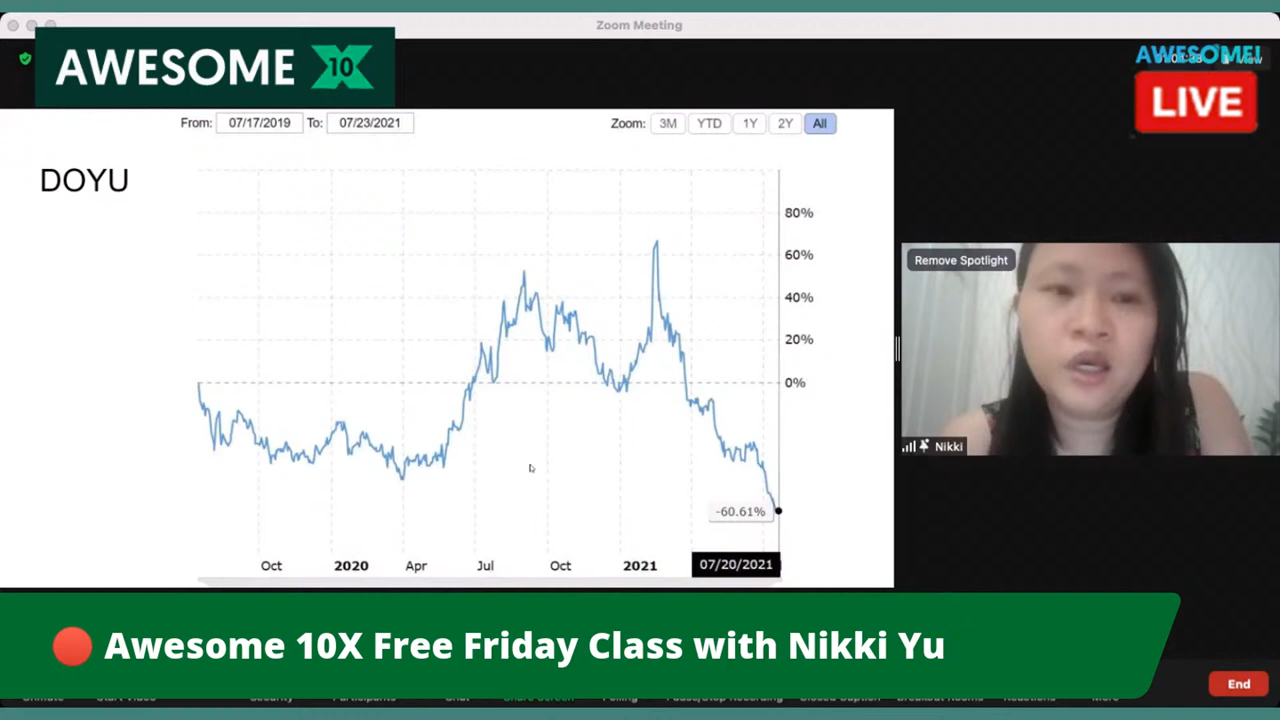 Zoom Meeting
AWESOME 10X
AWESOME!
LIVE
From: 07/17/2019 To: 07/23/2021
Zoom: 3M YTD 1Y 2Y All
DOYU
80%
60%
40%
20%
0%
-60.61%
Oct 2020 Apr Jul Oct 2021 07/20/2021
Remove Spotlight
Nikki
Awesome 10X Free Friday Class with Nikki Yu
End